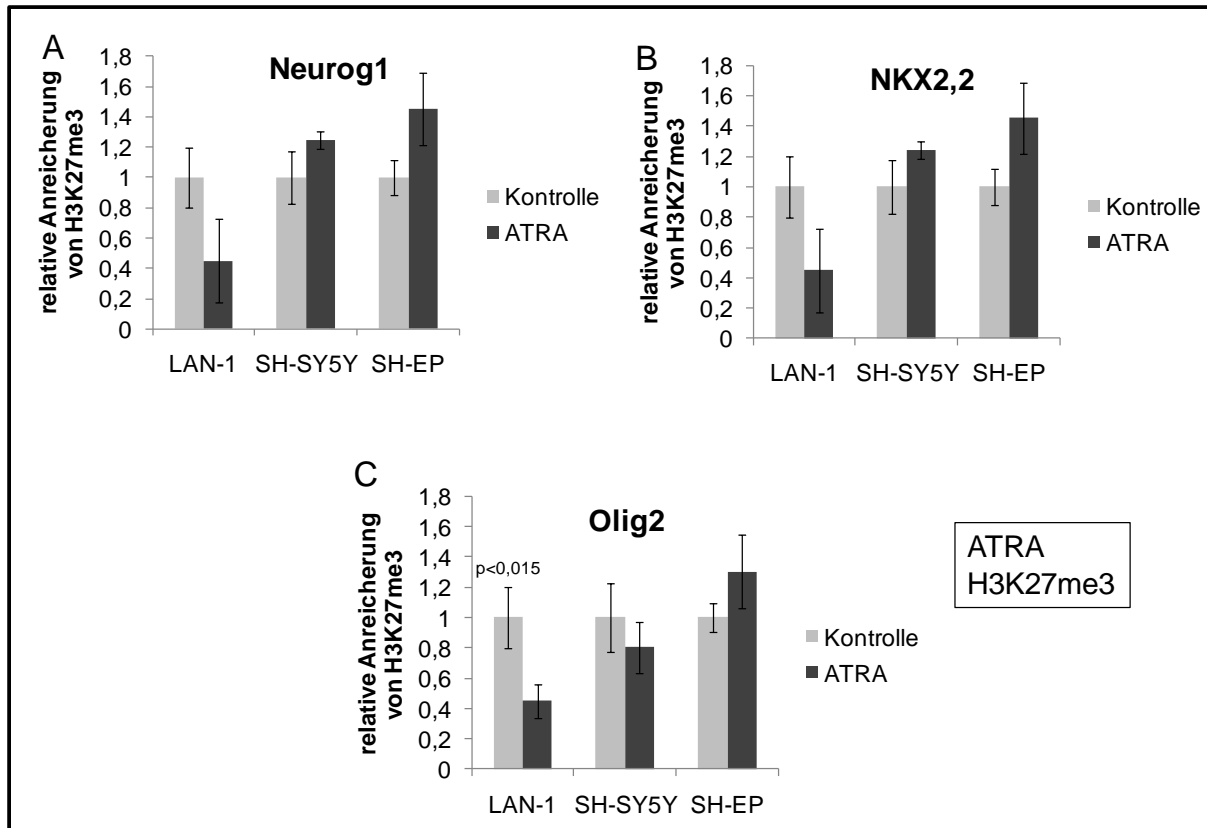 A
Neurog1
relative Anreicherung
von H3K27me3
1,8
1,6
1,4
1,2
1
0,8
0,6
0,4
0,2
0
LAN-1 SH-SY5Y SH-EP
Kontrolle
ATRA
B
NKX2,2
relative Anreicherung
von H3K27me3
1,8
1,6
1,4
1,2
1
0,8
0,6
0,4
0,2
0
LAN-1 SH-SY5Y SH-EP
Kontrolle
ATRA
C
Olig2
relative Anreicherung
von H3K27me3
1,8
1,6
1,4
1,2
1
0,8
0,6
0,4
0,2
0
p<0,015
LAN-1 SH-SY5Y SH-EP
Kontrolle
ATRA
ATRA
H3K27me3